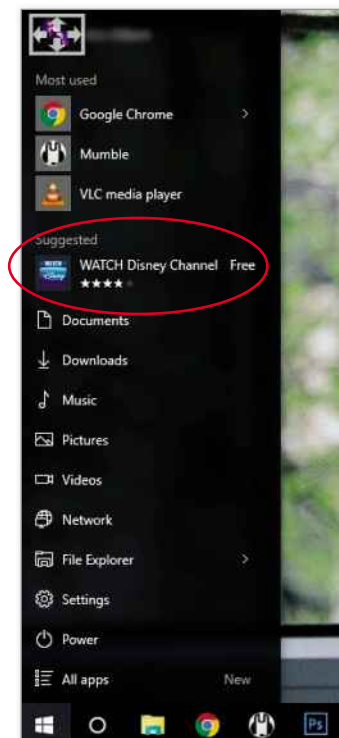 Most used
Google Chrome
Mumble
VLC media player
Suggested
WATCH Disney Channel Free
Documents
Downloads
Music
Pictures
Videos
Network
File Explorer
Settings
Power
All apps New
Ps